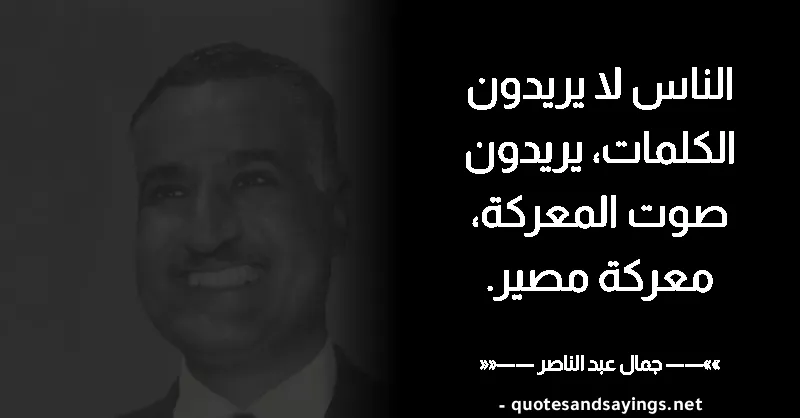 الناس لا يريدون
الكلمات، يريدون
صوت المعركة،
معركة مصير.
»»——— جمال عبد الناصر ———««
- quotesandsayings.net